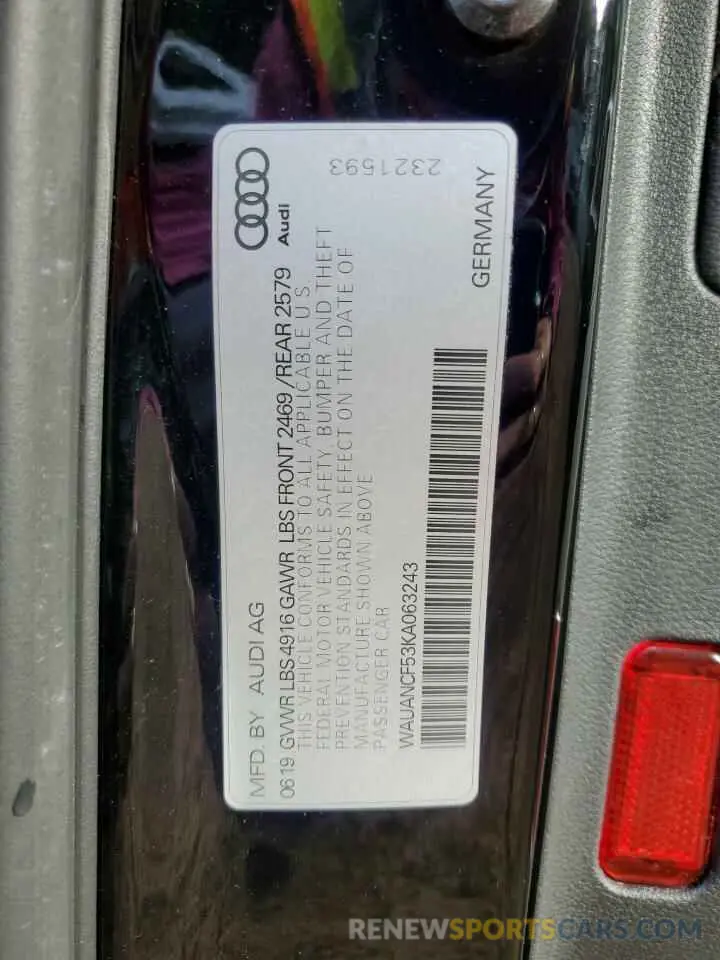 MFD. BY AUDI AG
0619 GVWR LBS4916 GAWR LBS FRONT 2469 /REAR 2579
Audi
THIS VEHICLE CONFORMS TO ALL APPLICABLE U S.
FEDERAL MOTOR VEHICLE SAFETY, BUMPER AND THEFT
PREVENTION STANDARDS IN EFFECT ON THE DATE OF
MANUFACTURE SHOWN ABOVE
PASSENGER CAR
2321593
WAUANCF53KA063243
GERMANY
RENEWSPORTSCARS.COM